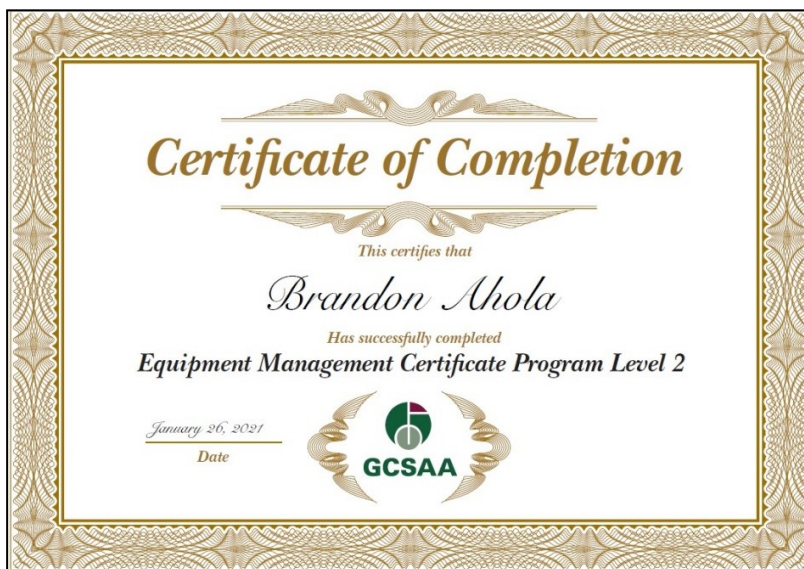 Certificate of Completion
This certifies that
Brandon Ahola
Has successfully completed
Equipment Management Certificate Program Level 2
January 26, 2021
Date
GCSAA